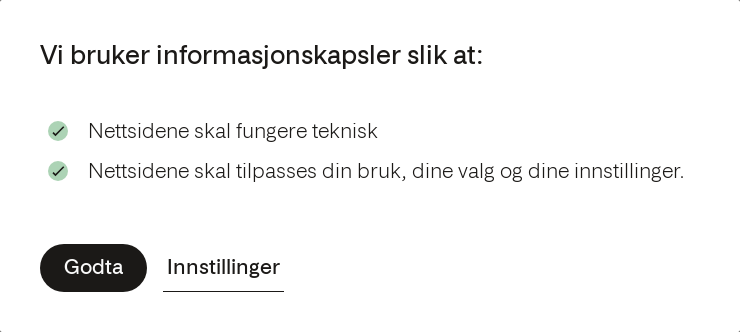 Vi bruker informasjonskapsler slik at:
Nettsidene skal fungere teknisk
Nettsidene skal tilpasses din bruk, dine valg og dine innstillinger.
Godta
Innstillinger